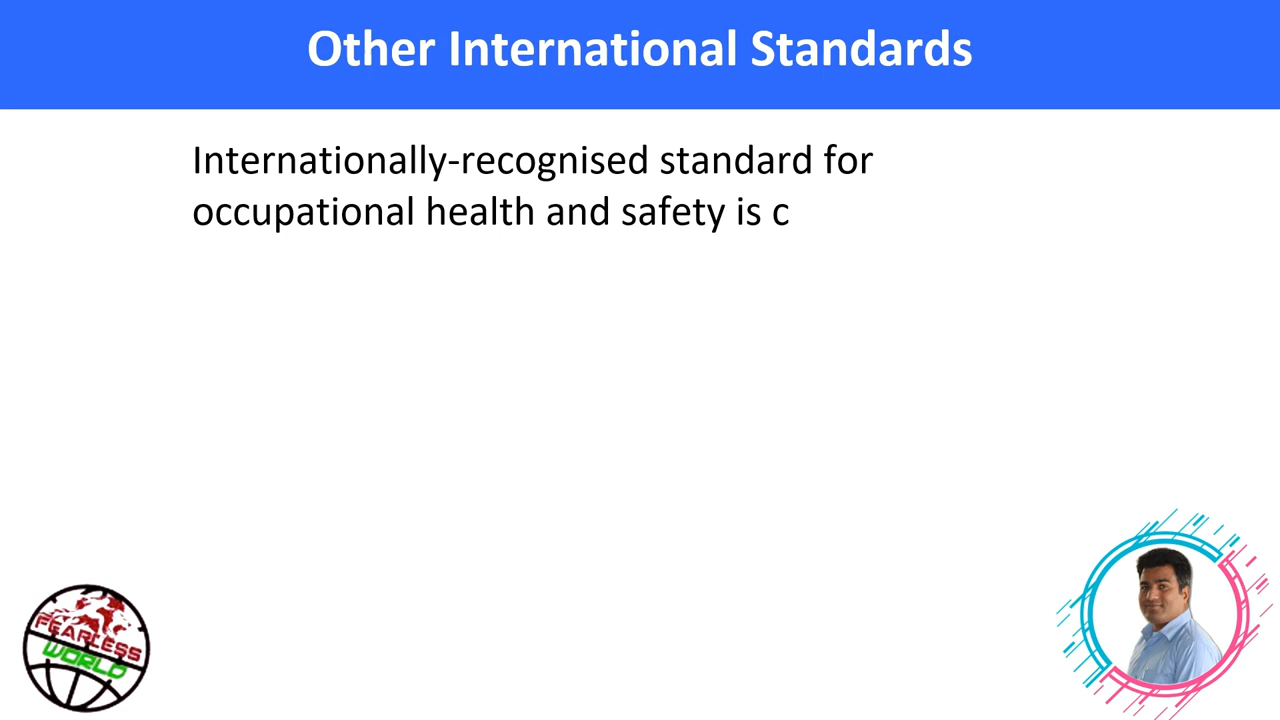 Other International Standards
Internationally-recognised standard for
occupational health and safety is c
FEARLESS
WORLD